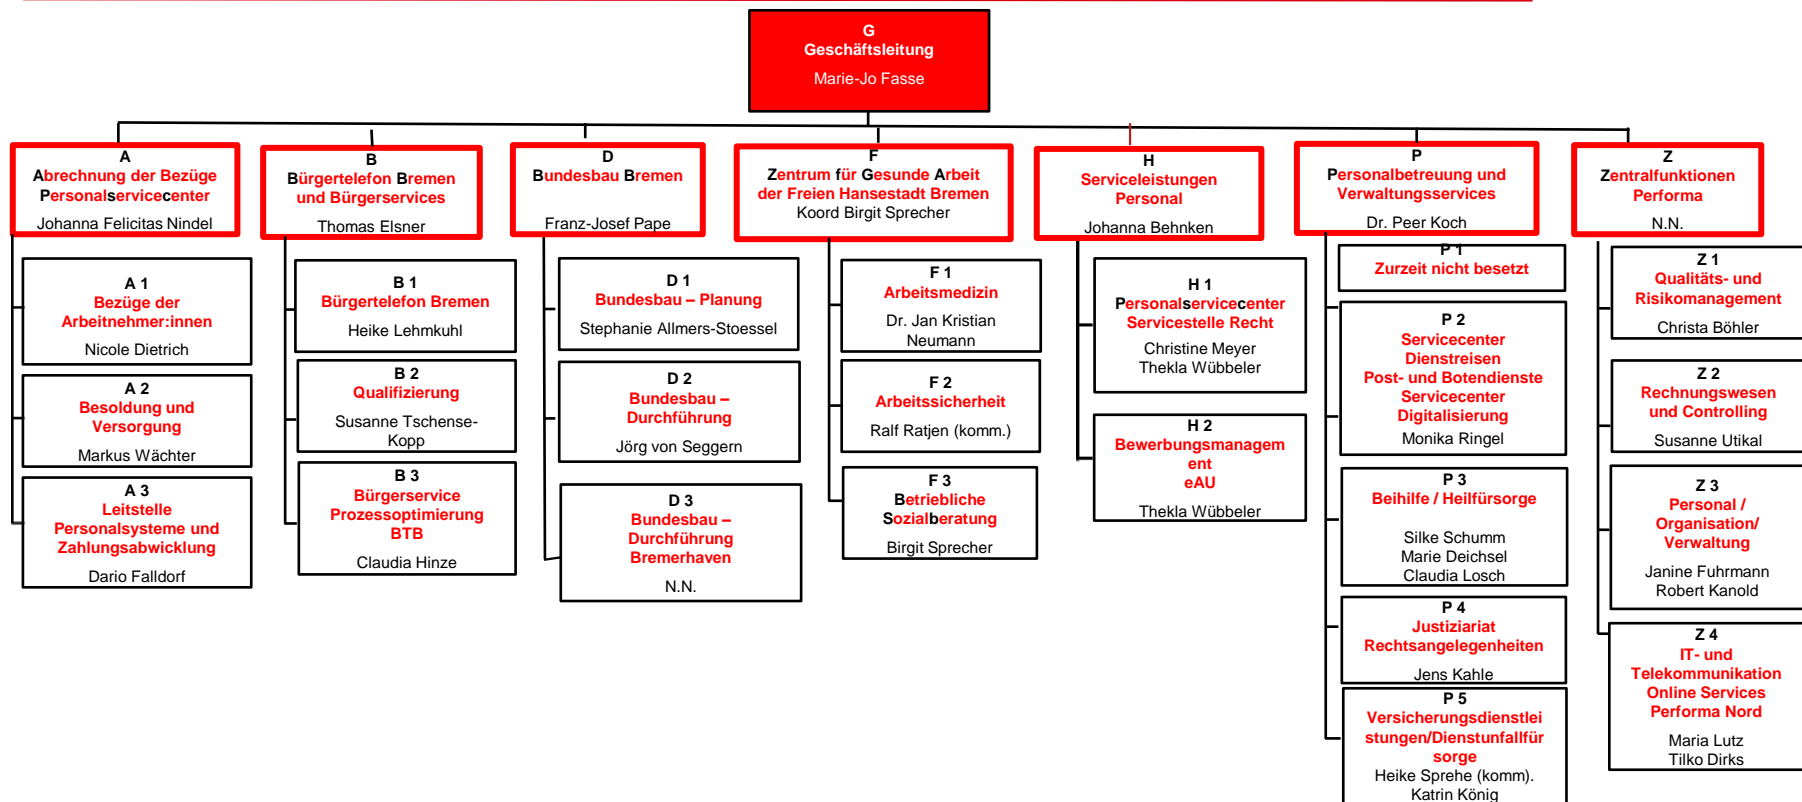 G
Geschäftsleitung
Marie-Jo Fasse
A
Abrechnung der Bezüge
Personalservicecenter
Johanna Felicitas Nindel
A 1
Bezüge der
Arbeitnehmer:innen
Nicole Dietrich
A 2
Besoldung und
Versorgung
Markus Wächter
A 3
Leitstelle
Personalsysteme und
Zahlungsabwicklung
Dario Falldorf
B
Bürgertelefon Bremen
und Bürgerservices
Thomas Elsner
B 1
Bürgertelefon Bremen
Heike Lehmkuhl
B 2
Qualifizierung
Susanne Tschense-
Kopp
B 3
Bürgerservice
Prozessoptimierung
BTB
Claudia Hinze
D
Bundesbau Bremen
Franz-Josef Pape
D 1
Bundesbau – Planung
Stephanie Allmers-Stoessel
D 2
Bundesbau –
Durchführung
Jörg von Seggern
D 3
Bundesbau –
Durchführung
Bremerhaven
N.N.
F
Zentrum für Gesunde Arbeit
der Freien Hansestadt Bremen
Koord Birgit Sprecher
F 1
Arbeitsmedizin
Dr. Jan Kristian
Neumann
F 2
Arbeitssicherheit
Ralf Ratjen (komm.)
F 3
Betriebliche
Sozialberatung
Birgit Sprecher
H
Serviceleistungen
Personal
Johanna Behnken
H 1
Personalservicecenter
Servicestelle Recht
Christine Meyer
Thekla Wübbeler
H 2
Bewerbungsmanagem
ent
eAU
Thekla Wübbeler
P
Personalbetreuung und
Verwaltungsservices
Dr. Peer Koch
P 1
Zurzeit nicht besetzt
P 2
Servicecenter
Dienstreisen
Post- und Botendienste
Servicecenter
Digitalisierung
Monika Ringel
P 3
Beihilfe / Heilfürsorge
Silke Schumm
Marie Deichsel
Claudia Losch
P 4
Justiziariat
Rechtsangelegenheiten
Jens Kahle
P 5
Versicherungsdienstlei
stungen/Dienstunfallfür
sorge
Heike Sprehe (komm).
Katrin König
Z
Zentralfunktionen
Performa
N.N.
Z 1
Qualitäts- und
Risikomanagement
Christa Böhler
Z 2
Rechnungswesen
und Controlling
Susanne Utikal
Z 3
Personal /
Organisation/
Verwaltung
Janine Fuhrmann
Robert Kanold
Z 4
IT- und
Telekommunikation
Online Services
Performa Nord
Maria Lutz
Tilko Dirks